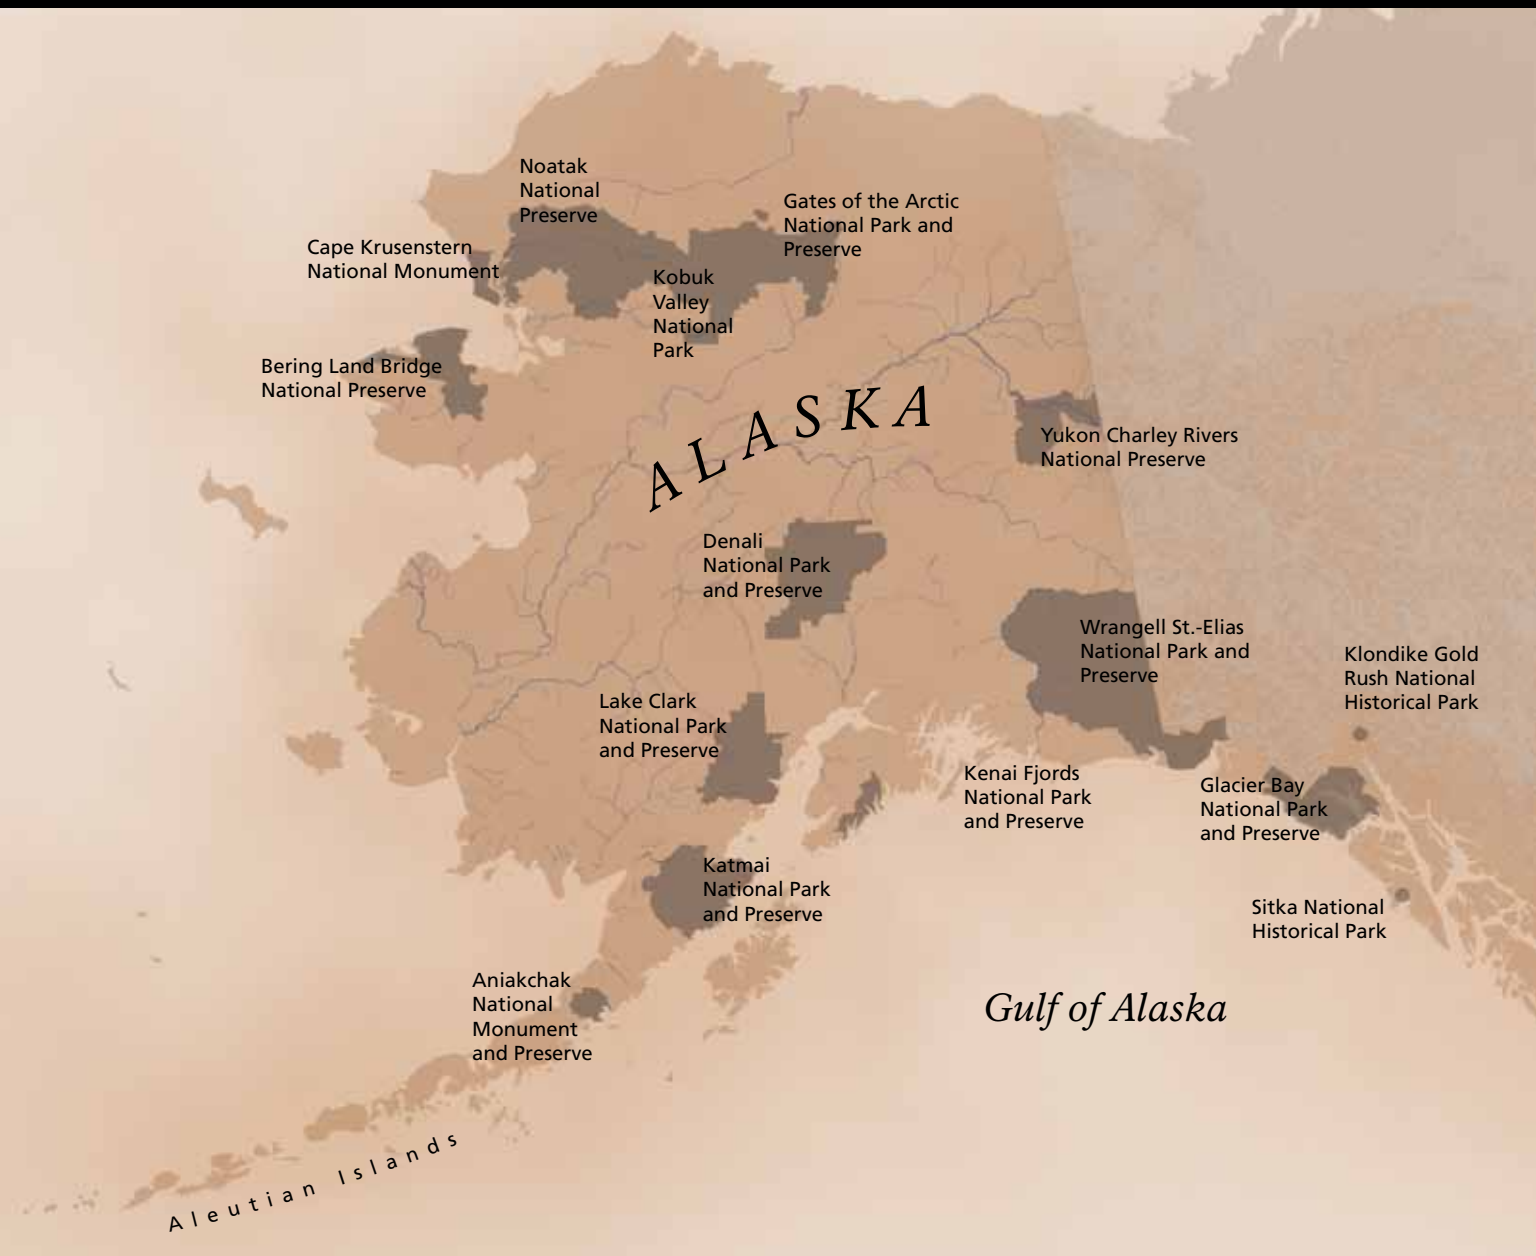 Noatak
National
Preserve
Gates of the Arctic
National Park and
Preserve
Cape Krusenstern
National Monument
Kobuk
Valley
National
Park
Bering Land Bridge
National Preserve
ALASKA
Yukon Charley Rivers
National Preserve
Denali
National Park
and Preserve
Wrangell St.-Elias
National Park and
Preserve
Klondike Gold
Rush National
Historical Park
Lake Clark
National Park
and Preserve
Kenai Fjords
National Park
and Preserve
Glacier Bay
National Park
and Preserve
Katmai
National Park
and Preserve
Sitka National
Historical Park
Aniakchak
National
Monument
and Preserve
Gulf of Alaska
Aleutian Islands